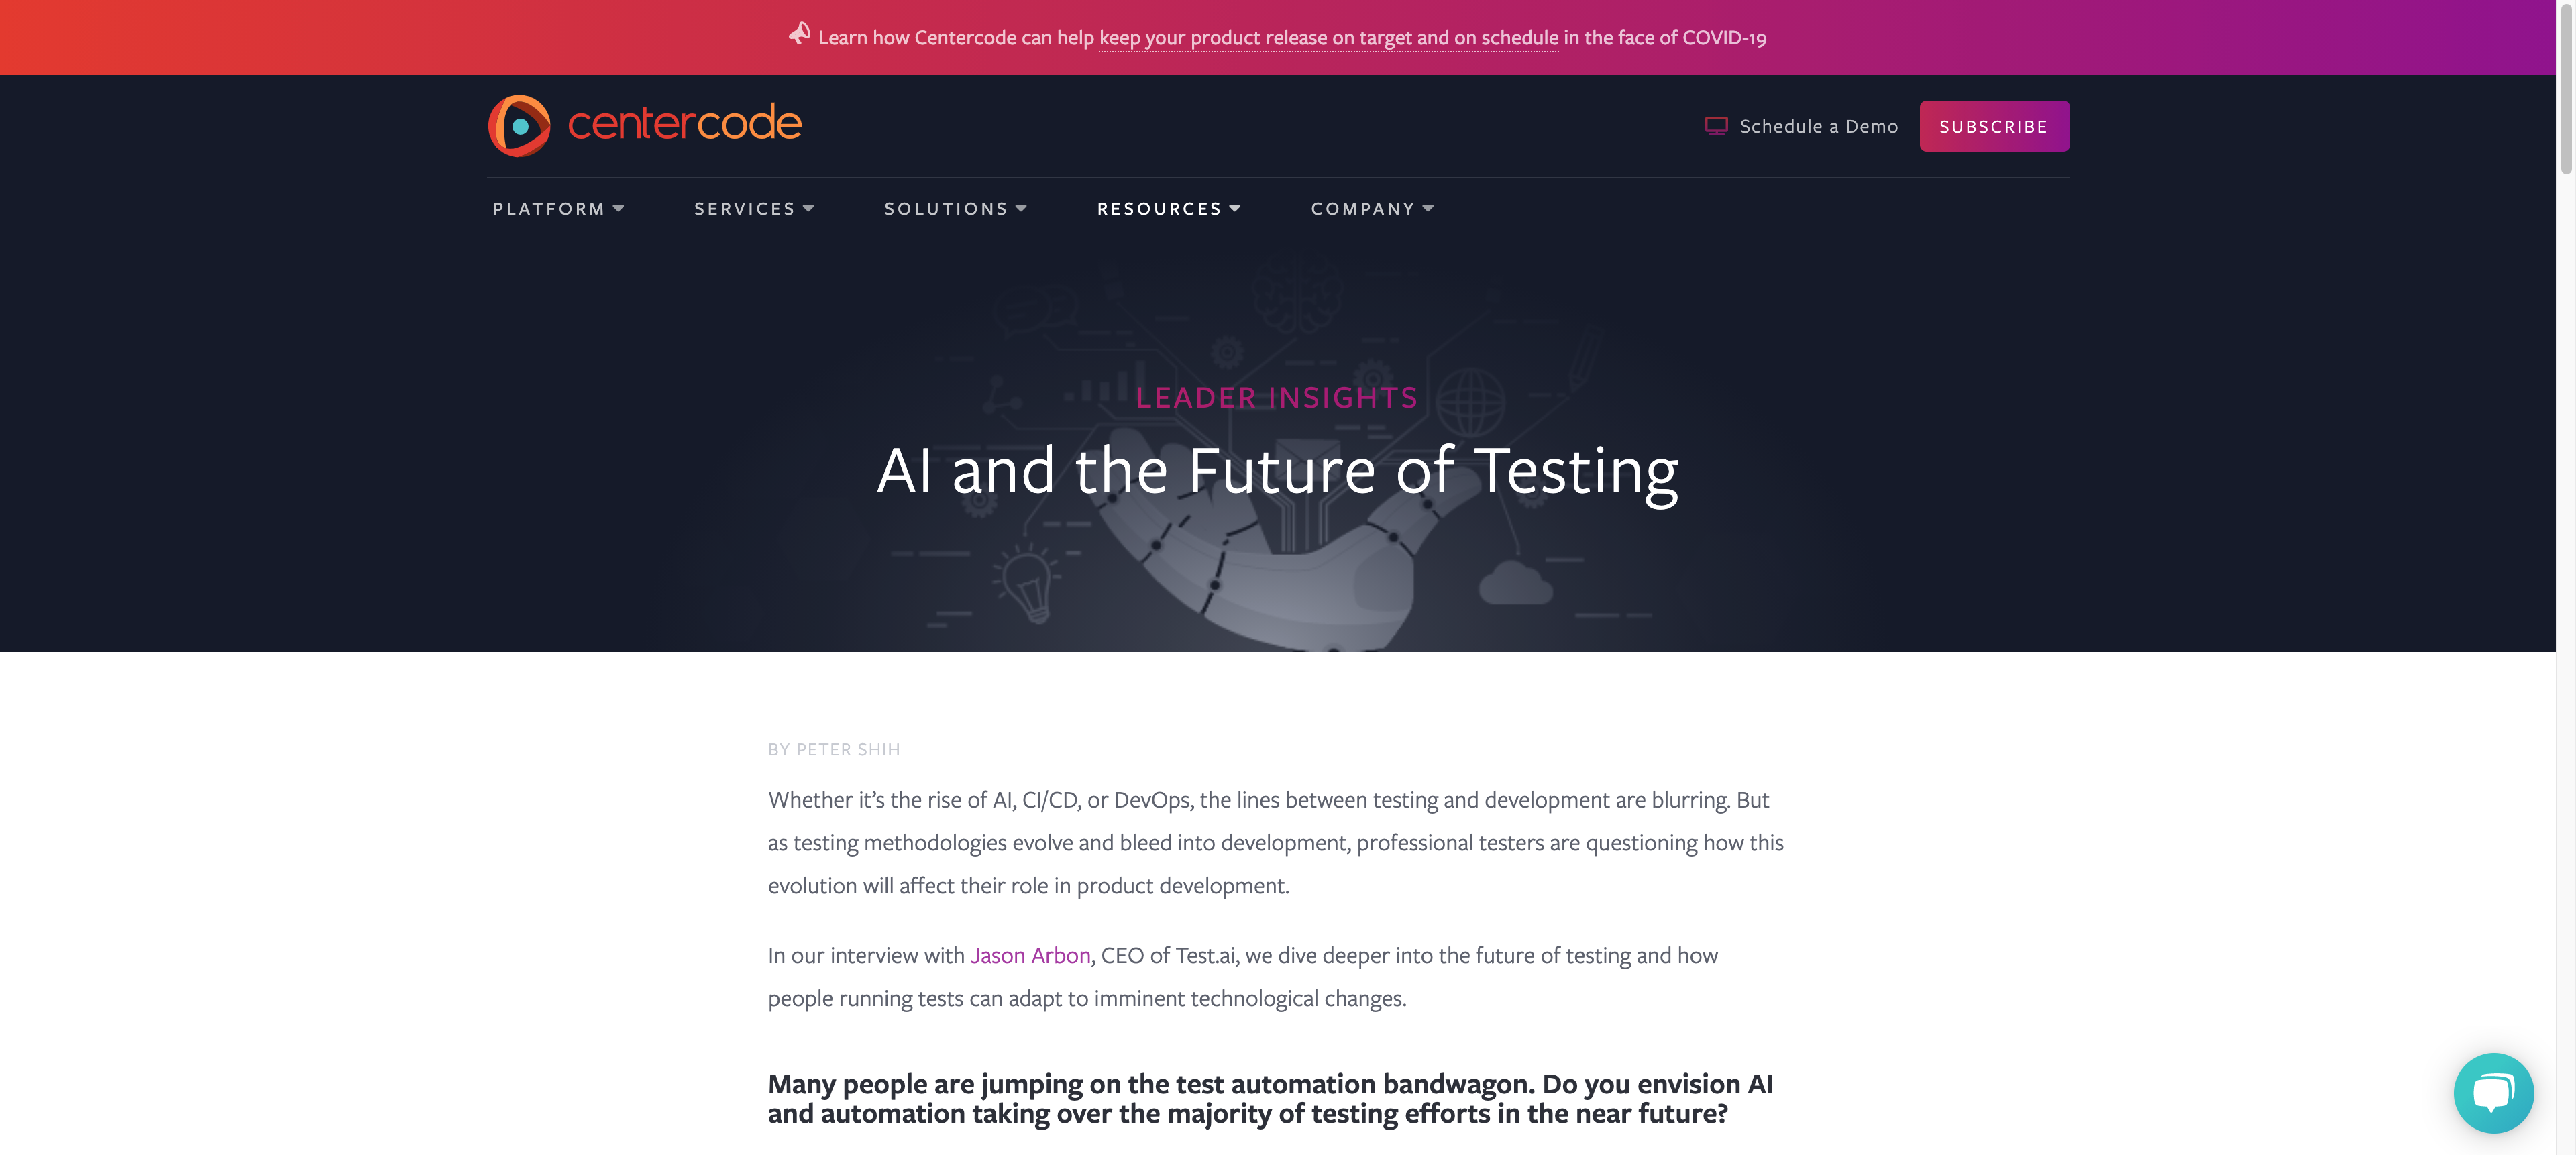 Learn how Centercode can help keep your product release on target and on schedule in the face of COVID-19
centercode
Schedule a Demo
SUBSCRIBE
PLATFORM
SERVICES
SOLUTIONS
RESOURCES
COMPANY
LEADER INSIGHTS
AI and the Future of Testing
BY PETER SHIH
Whether it’s the rise of AI, CI/CD, or DevOps, the lines between testing and development are blurring. But
as testing methodologies evolve and bleed into development, professional testers are questioning how this
evolution will affect their role in product development.
In our interview with Jason Arbon, CEO of Test.ai, we dive deeper into the future of testing and how
people running tests can adapt to imminent technological changes.
Many people are jumping on the test automation bandwagon. Do you envision AI
and automation taking over the majority of testing efforts in the near future?